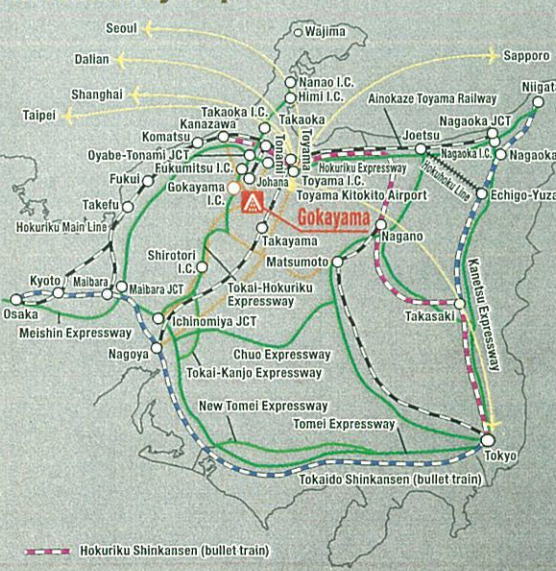 Seoul
Wajima
Dalian
Sapporo
Shanghai
Nanao I.C.
Himi I.C.
Niigata
Taipei
Takaoka I.C.
Takaoka
Ainokaze Toyama Railway
Kanazawa
Komatsu
Toyama
Tonami
Joetsu
Nagaoka JCT
Oyabe-Tonami JCT
Nagaoka I.C.
Nagaoka
Fukui
Fukumitsu I.C.
Hokuriku Expressway
Toyama I.C.
Hokuhoku Line
Gokayama
I.C.
Johana
Toyama Kitokito Airport
Echigo-Yuza
Takefu
Gokayama
Hokuriku Main Line
Takayama
Nagano
Shirotori
I.C.
Matsumoto
Kyoto
Maibara
Maibara JCT
Tokai-Hokuriku
Expressway
Kanetsu Expressway
Osaka
Takasaki
Meishin Expressway
Ichinomiya JCT
Nagoya
Chuo Expressway
Tokai-Kanjo Expressway
New Tomei Expressway
Tomei Expressway
Tokyo
Tokaido Shinkansen (bullet train)
Hokuriku Shinkansen (bullet train)